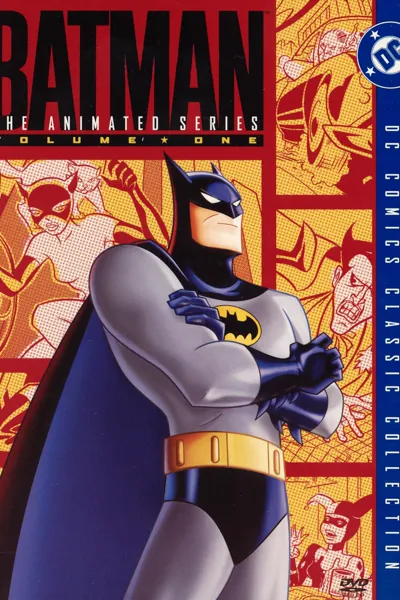 BATMAN
THE ANIMATED SERIES
VOLUME ★ ONE
DC
DC COMICS CLASSIC COLLECTION
DVD